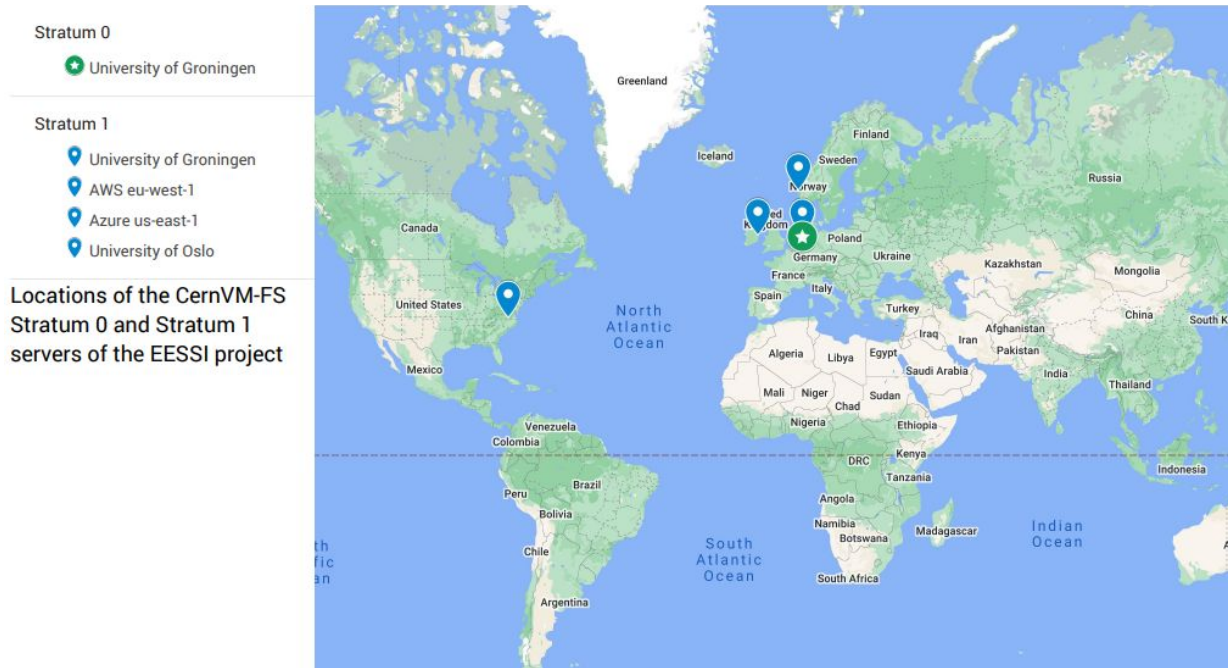 Stratum 0
University of Groningen
Stratum 1
University of Groningen
AWS eu-west-1
Azure us-east-1
University of Oslo
Locations of the CernVM-FS
Stratum 0 and Stratum 1
servers of the EESSI project
Greenland
Iceland
Finland
Sweden
Norway
Russia
Canada
Kingdom
Poland
Germany
Ukraine
France
Kazakhstan
Mongolia
Spain
Italy
Turkey
United States
North
Atlantic
Ocean
China
South K
Iraq
Iran
Afghanistan
Pakistan
Algeria
Libya
Egypt
Saudi Arabia
India
Mexico
Mali
Niger
Chad
Sudan
Thailand
Nigeria
Ethiopia
Venezuela
Colombia
DRC
Kenya
Indonesia
Tanzania
Peru
Brazil
Angola
Bolivia
Namibia
Botswana
Madagascar
Indian
Ocean
Chile
South
Atlantic
Ocean
South Africa
Argentina